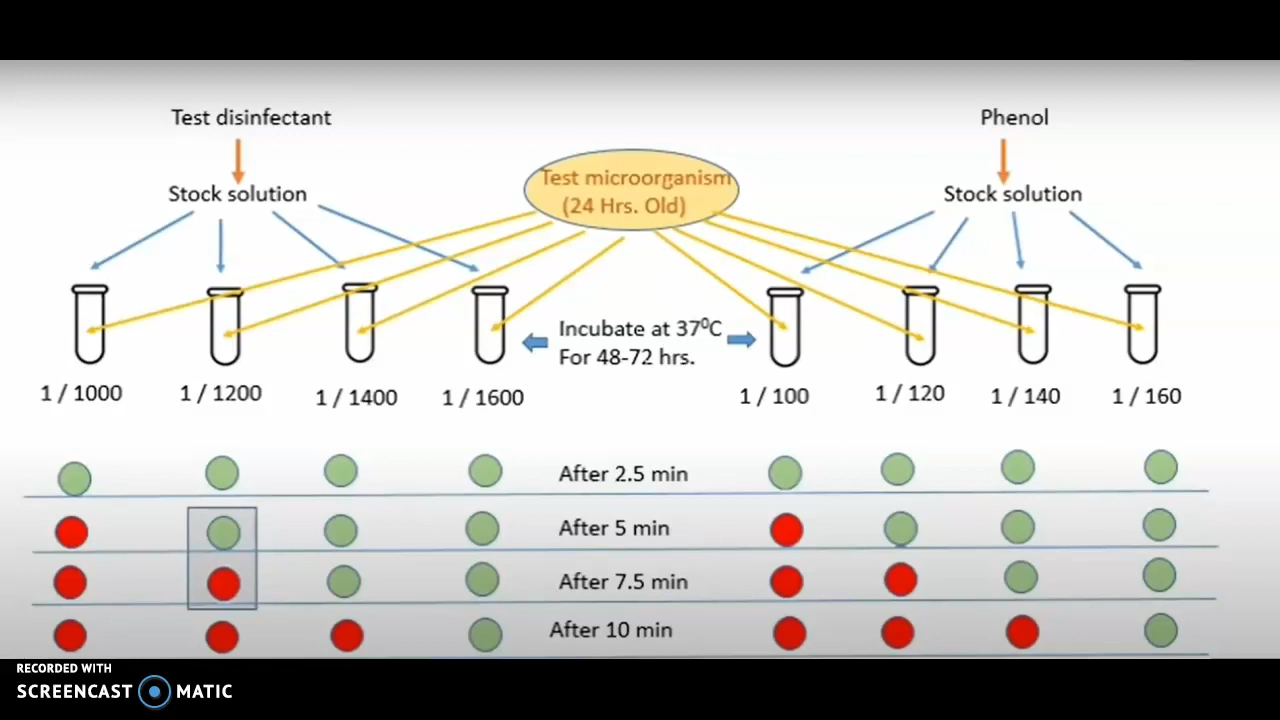 Test disinfectant
Phenol
Stock solution
Test microorganism
(24 Hrs. Old)
Stock solution
Incubate at 37⁰C
For 48-72 hrs.
1 / 1000
1 / 1200
1 / 1400
1 / 1600
1 / 100
1 / 120
1 / 140
1 / 160
After 2.5 min
After 5 min
After 7.5 min
After 10 min
RECORDED WITH
SCREENCAST MATIC